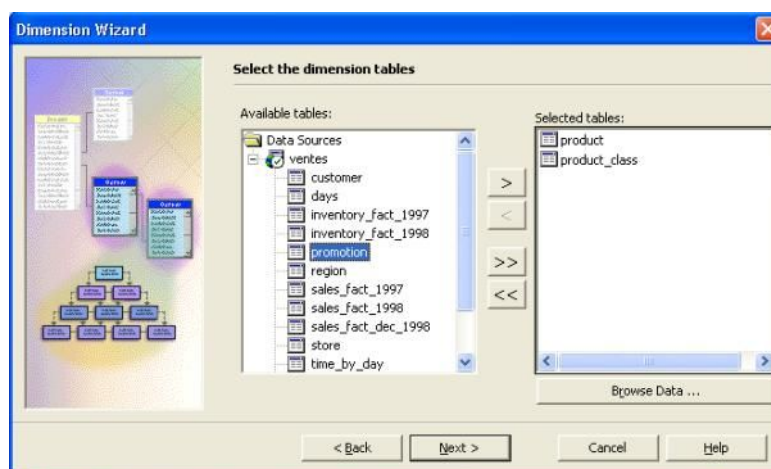 Dimension Wizard
Select the dimension tables
Available tables:
Data Sources
ventes
customer
days
inventory_fact_1997
inventory_fact_1998
promotion
region
sales_fact_1997
sales_fact_1998
sales_fact_dec_1998
store
time_by_day
>
<
>>
<<
Selected tables:
product
product_class
Browse Data ...
< Back
Next >
Cancel
Help